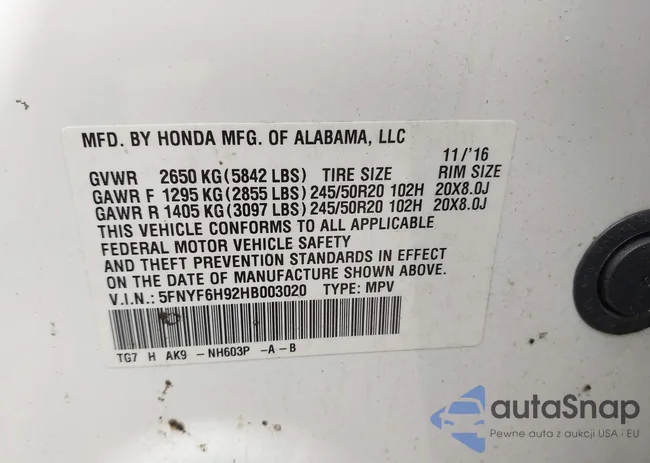 MFD. BY HONDA MFG. OF ALABAMA, LLC
11/'16
GVWR 2650 KG(5842 LBS) TIRE SIZE RIM SIZE
GAWR F 1295 KG(2855 LBS) 245/50R20 102H 20X8.0J
GAWR R 1405 KG(3097 LBS) 245/50R20 102H 20X8.0J
THIS VEHICLE CONFORMS TO ALL APPLICABLE
FEDERAL MOTOR VEHICLE SAFETY
AND THEFT PREVENTION STANDARDS IN EFFECT
ON THE DATE OF MANUFACTURE SHOWN ABOVE.
V.I.N.: 5FNYF6H92HB003020 TYPE: MPV
TG7 H AK9 -NH603P -A-B
autoSnap
Pewne auta z aukcji USA i EU